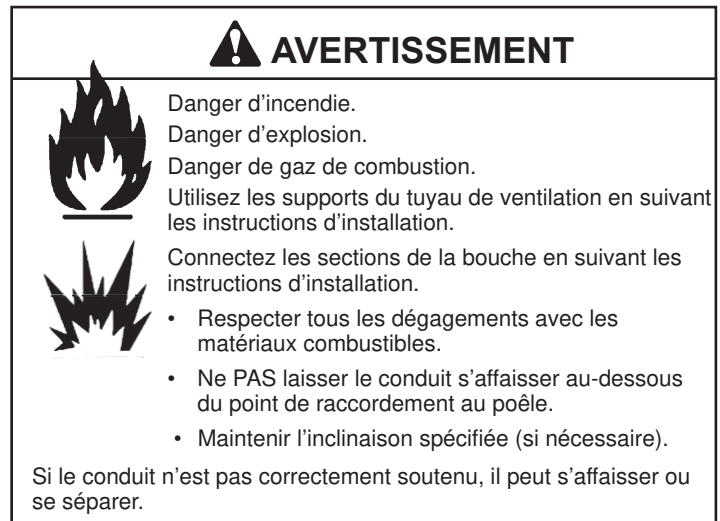 AVERTISSEMENT
Danger d'incendie.
Danger d'explosion.
Danger de gaz de combustion.
Utilisez les supports du tuyau de ventilation en suivant
les instructions d'installation.
Connectez les sections de la bouche en suivant les
instructions d'installation.
• Respecter tous les dégagements avec les
matériaux combustibles.
• Ne PAS laisser le conduit s'affaisser au-dessous
du point de raccordement au poêle.
• Maintenir l'inclinaison spécifiée (si nécessaire).
Si le conduit n'est pas correctement soutenu, il peut s'affaisser ou
se séparer.